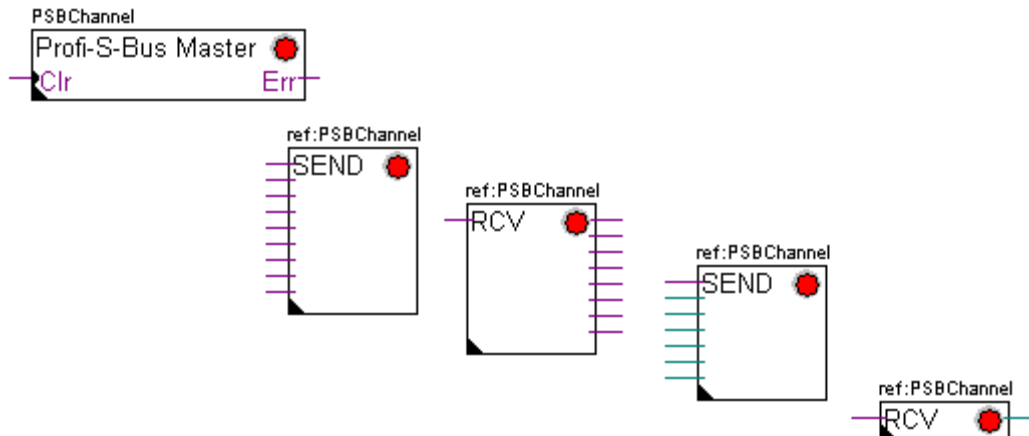 PSBChannel
Profi-S-Bus Master
Clr Err
ref:PSBChannel
SEND
ref:PSBChannel
RCV
ref:PSBChannel
SEND
ref:PSBChannel
RCV